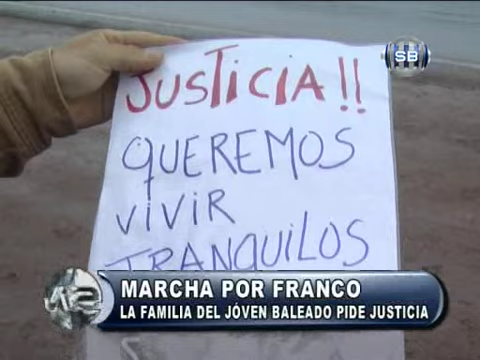 SB
JUSTICIA!!
QUEREMOS
VIVIR
TRANQUILOS
MARCHA POR FRANCO
LA FAMILIA DEL JÓVEN BALEADO PIDE JUSTICIA